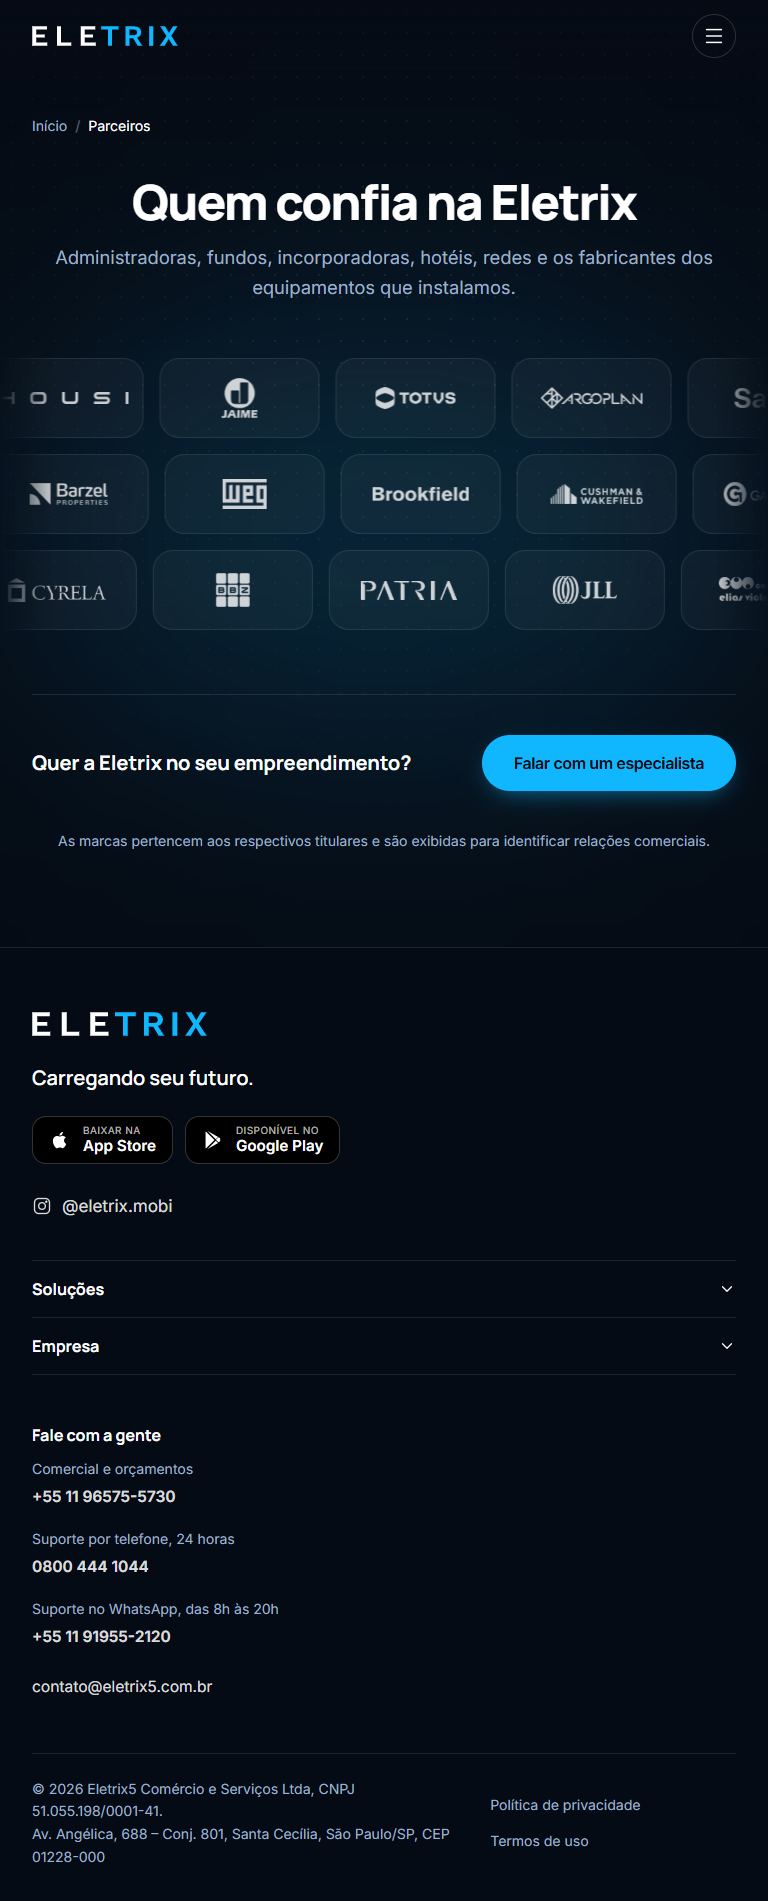 ELETRIX
Início / Parceiros
Quem confia na Eletrix
Administradoras, fundos, incorporadoras, hotéis, redes e os fabricantes dos
equipamentos que instalamos.
HOUSI
JAIME
TOTVS
ARGOPLAN
Sa
Barzel
PROPERTIES
WEG
Brookfield
CUSHMAN &
WAKEFIELD
CYRELA
BBZ
PATRIA
JLL
Quer a Eletrix no seu empreendimento?
Falar com um especialista
As marcas pertencem aos respectivos titulares e são exibidas para identificar relações comerciais.
ELETRIX
Carregando seu futuro.
BAIXAR NA
App Store
DISPONÍVEL NO
Google Play
@eletrix.mobi
Soluções
Empresa
Fale com a gente
Comercial e orçamentos
+55 11 96575-5730
Suporte por telefone, 24 horas
0800 444 1044
Suporte no WhatsApp, das 8h às 20h
+55 11 91955-2120
contato@eletrix5.com.br
© 2026 Eletrix5 Comércio e Serviços Ltda, CNPJ
51.055.198/0001-41.
Av. Angélica, 688 – Conj. 801, Santa Cecília, São Paulo/SP, CEP
01228-000
Política de privacidade
Termos de uso